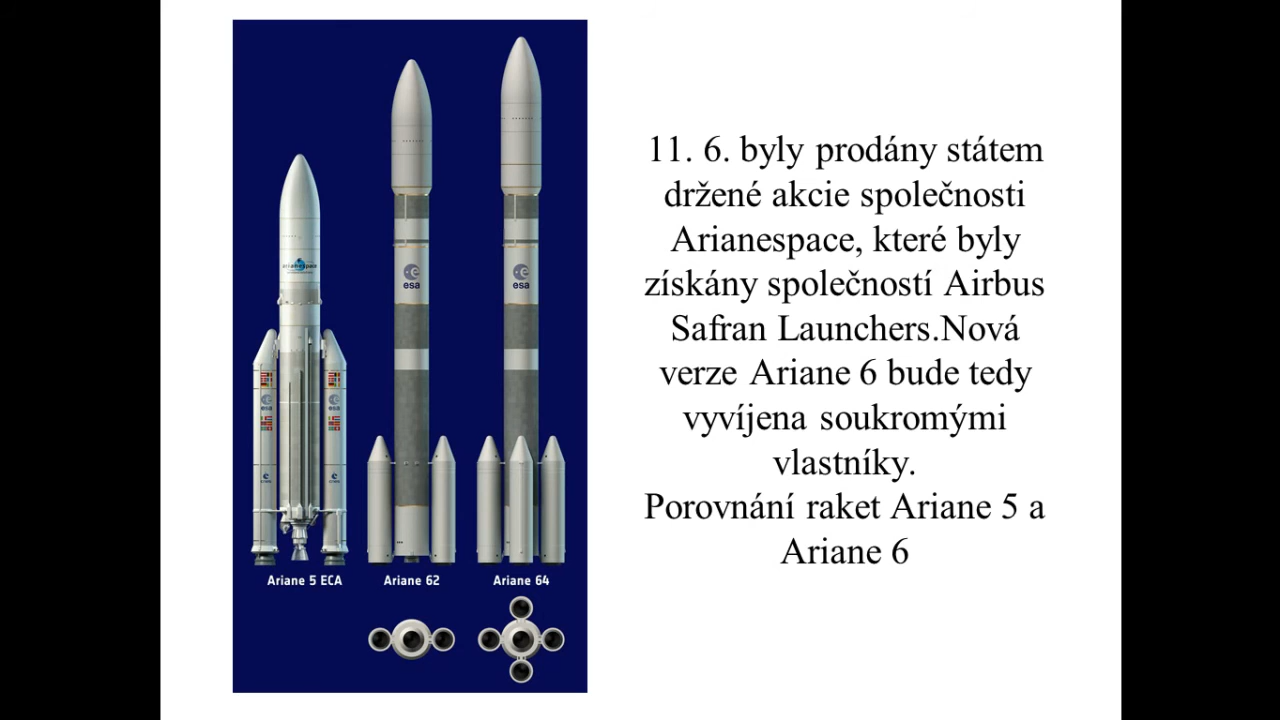 11. 6. byly prodány státem
držené akcie společnosti
Arianespace, které byly
získány společností Airbus
Safran Launchers.Nová
verze Ariane 6 bude tedy
vyvíjena soukromými
vlastníky.
Porovnání raket Ariane 5 a
Ariane 6
arianespace
esa
esa
esa
Ariane 5 ECA
Ariane 62
Ariane 64